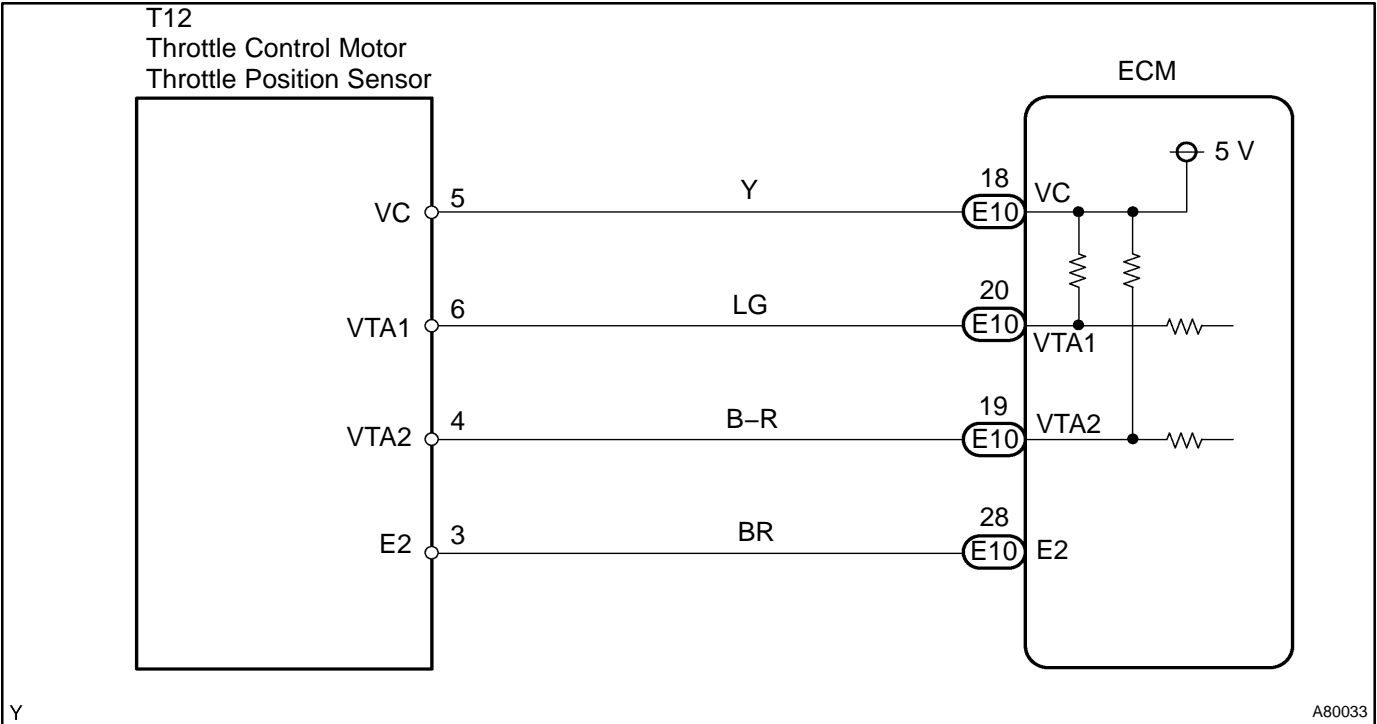 T12
Throttle Control Motor
Throttle Position Sensor
ECM
5 V
VC
5
Y
18
E10
VC
VTA1
6
LG
20
E10
VTA1
VTA2
4
B−R
19
E10
VTA2
E2
3
BR
28
E10
E2
Y
A80033